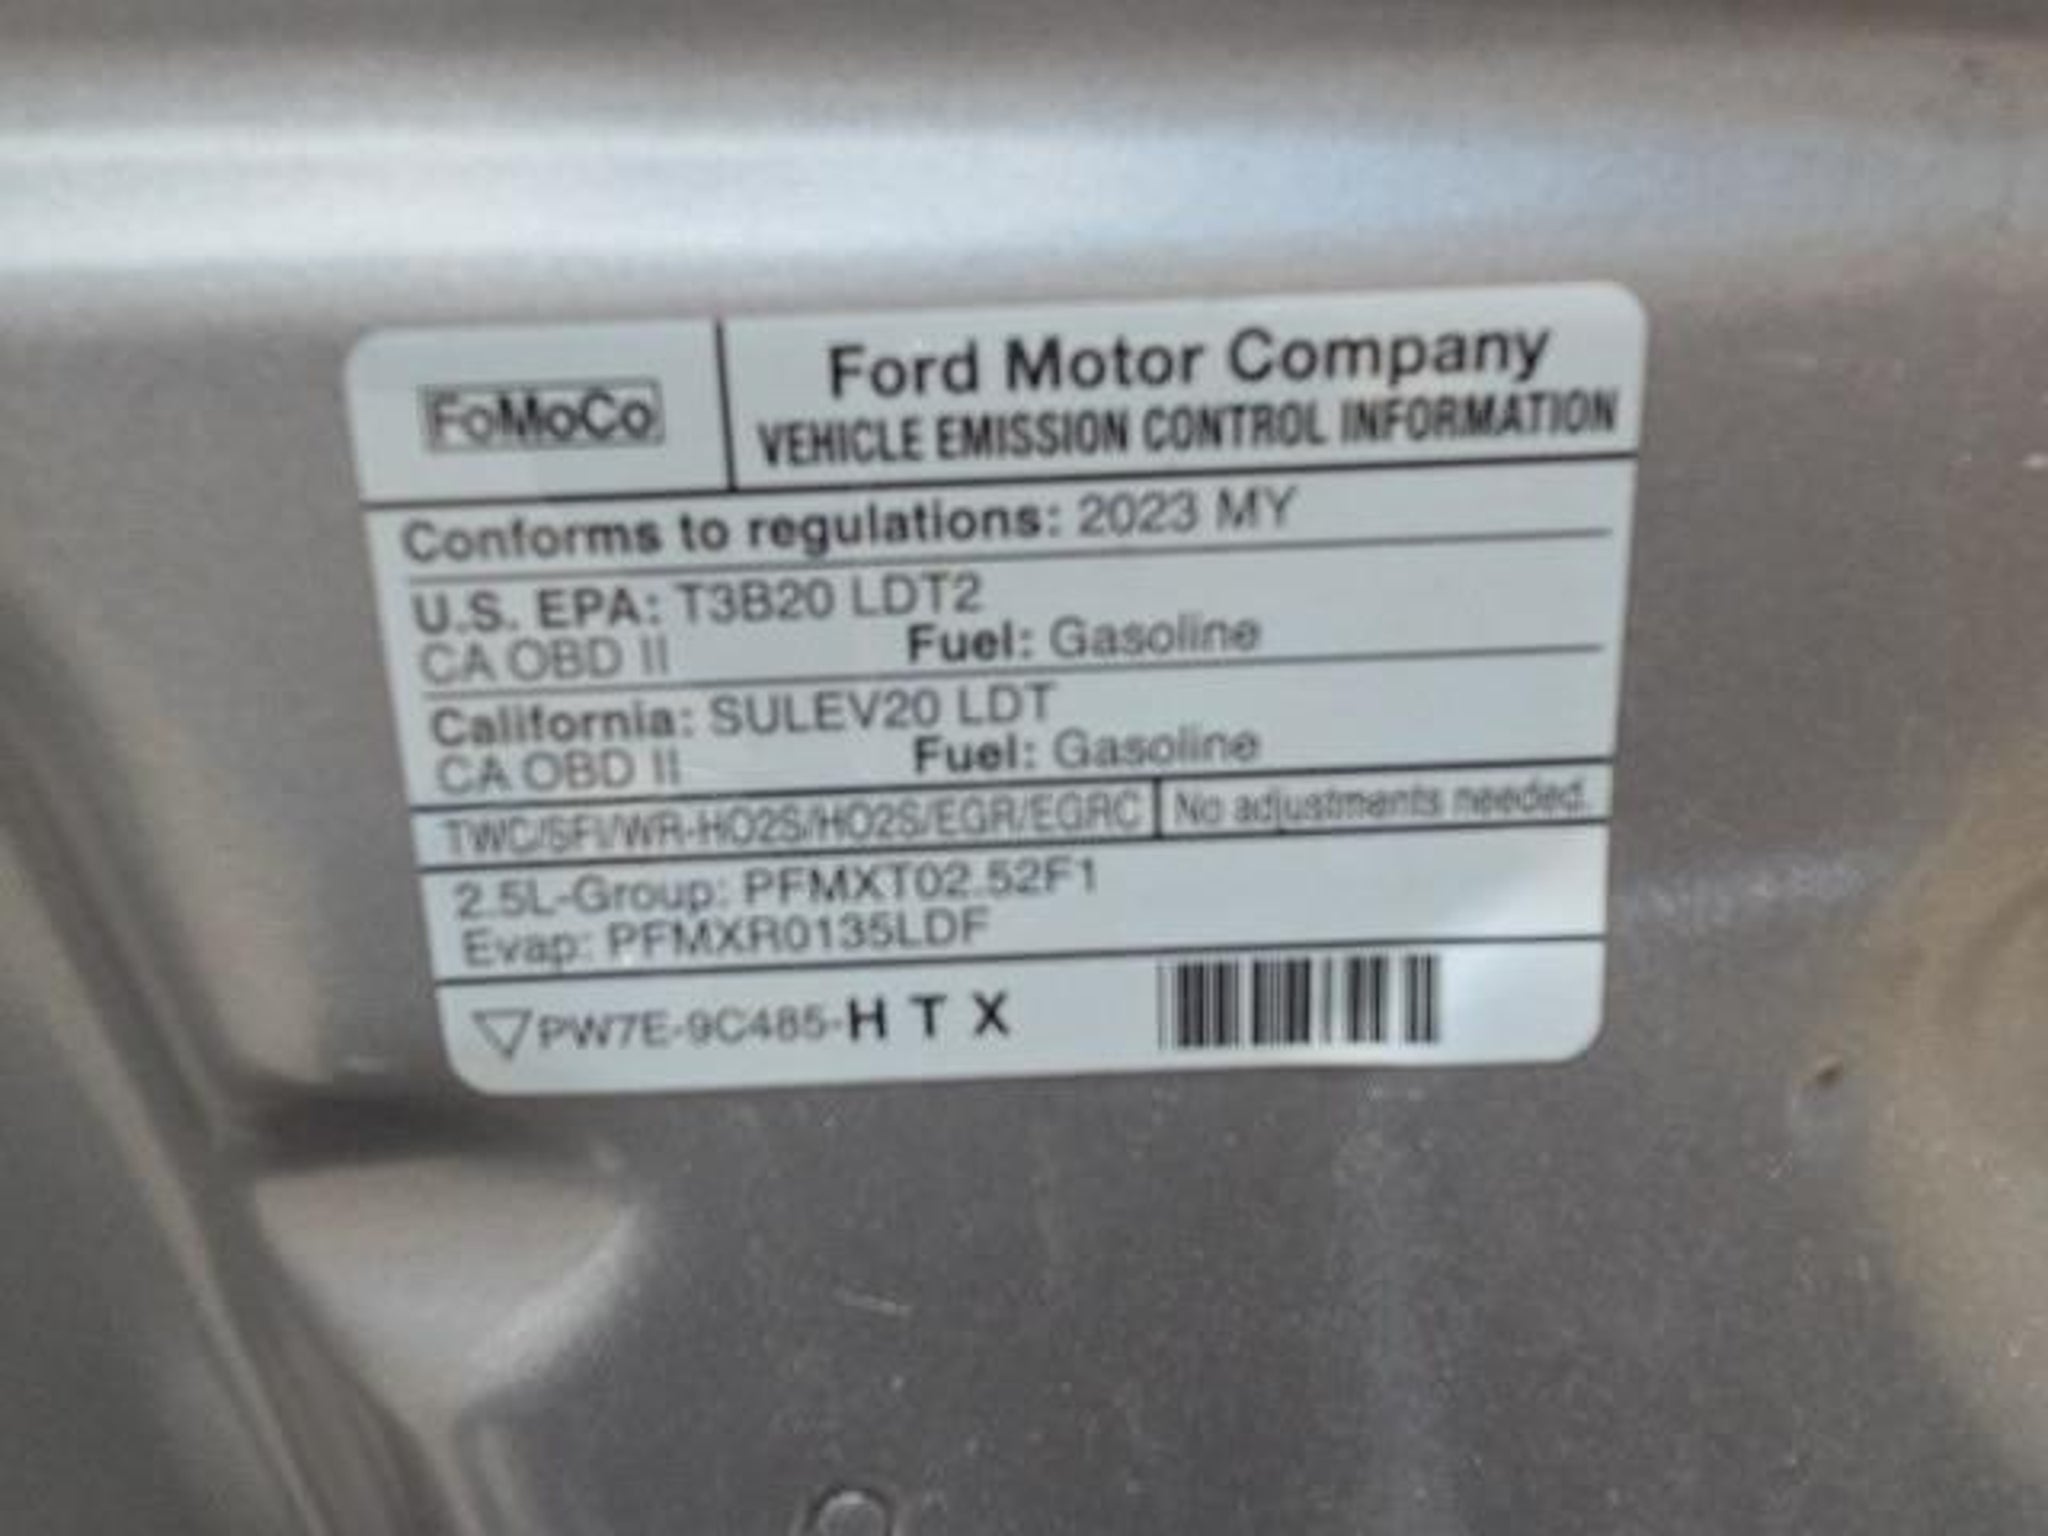 FoMoCo
Ford Motor Company
VEHICLE EMISSION CONTROL INFORMATION
Conforms to regulations: 2023 MY
U.S. EPA: T3B20 LDT2
CA OBD II Fuel: Gasoline
California: SULEV20 LDT
CA OBD II Fuel: Gasoline
TWC/SFI/WR-HO2S/HO2S/EGR/EGRC No adjustments needed.
2.5L-Group: PFMXT02.52F1
Evap: PFMXR0135LDF
PW7E-9C485-H T X